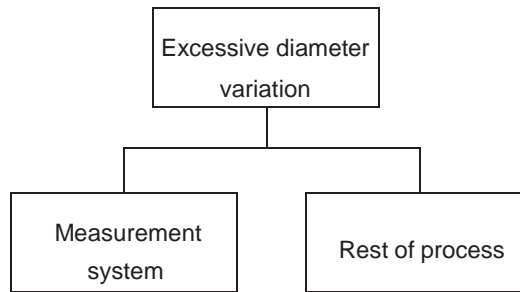 Excessive diameter
variation
Measurement
system
Rest of process